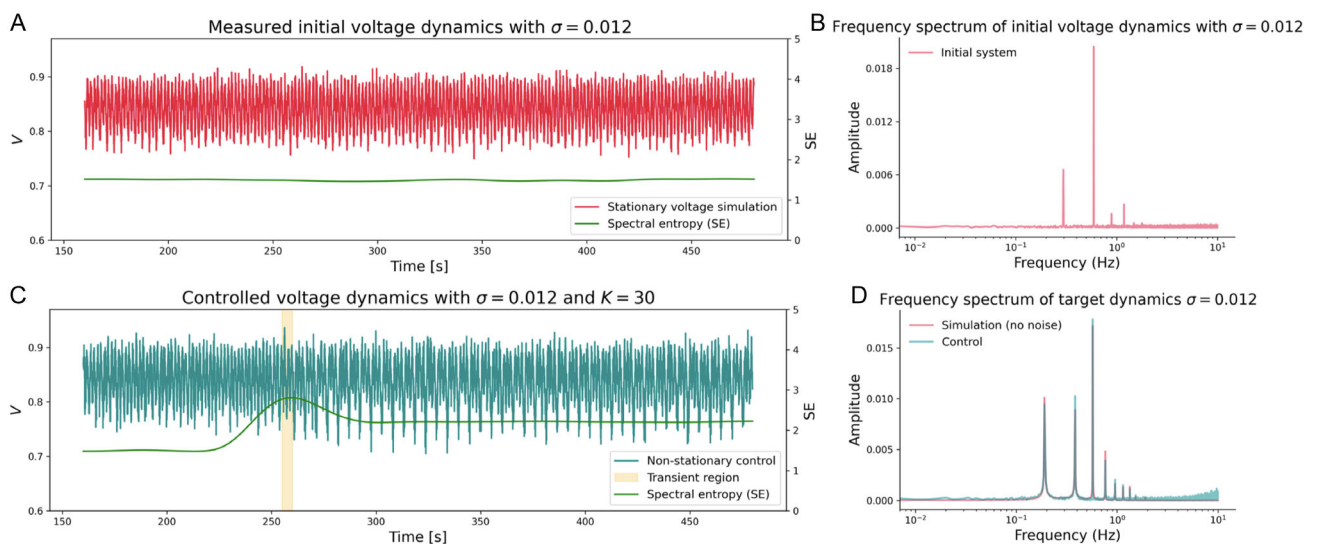 A
Measured initial voltage dynamics with σ = 0.012
V
0.9
0.8
0.7
0.6
5
4
3
2
1
0
SE
Stationary voltage simulation
Spectral entropy (SE)
150 200 250 300 350 400 450
Time [s]
B
Frequency spectrum of initial voltage dynamics with σ = 0.012
Initial system
Amplitude
0.018
0.012
0.006
0.000
10⁻² 10⁻¹ 10⁰ 10¹
Frequency (Hz)
C
Controlled voltage dynamics with σ = 0.012 and K = 30
V
0.9
0.8
0.7
0.6
5
4
3
2
1
0
SE
Non-stationary control
Transient region
Spectral entropy (SE)
150 200 250 300 350 400 450
Time [s]
D
Frequency spectrum of target dynamics σ = 0.012
Simulation (no noise)
Control
Amplitude
0.015
0.010
0.005
0.000
10⁻² 10⁻¹ 10⁰ 10¹
Frequency (Hz)